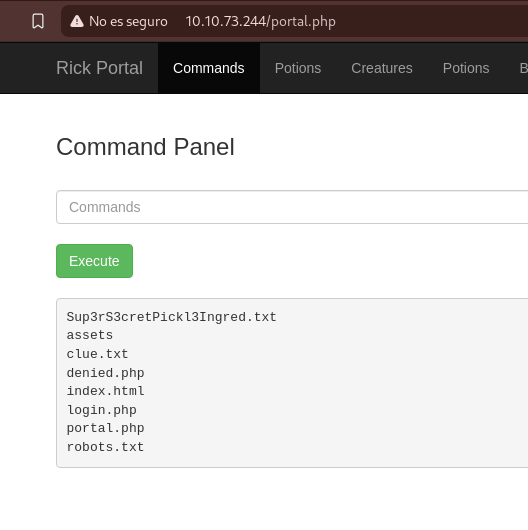 No es seguro 10.10.73.244/portal.php
Rick Portal Commands Potions Creatures Potions B
Command Panel
Commands
Execute
Sup3rS3cretPickl3Ingred.txt
assets
clue.txt
denied.php
index.html
login.php
portal.php
robots.txt